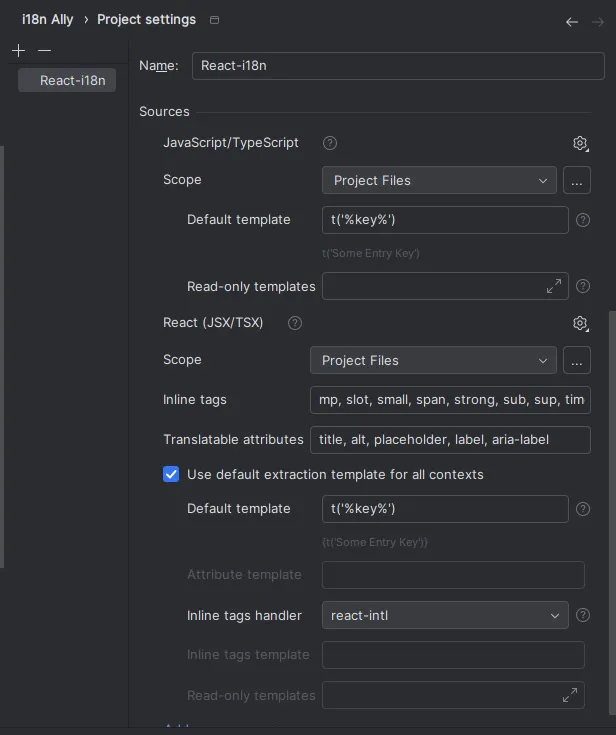 i18n Ally › Project settings
React-i18n
Name: React-i18n
Sources
JavaScript/TypeScript ?
Scope Project Files ...
Default template t('%key%') ?
t('Some Entry Key')
Read-only templates ?
React (JSX/TSX) ?
Scope Project Files ...
Inline tags mp, slot, small, span, strong, sub, sup, tim
Translatable attributes title, alt, placeholder, label, aria-label
Use default extraction template for all contexts
Default template t('%key%') ?
{t('Some Entry Key')}
Attribute template
Inline tags handler react-intl ?
Inline tags template
Read-only templates